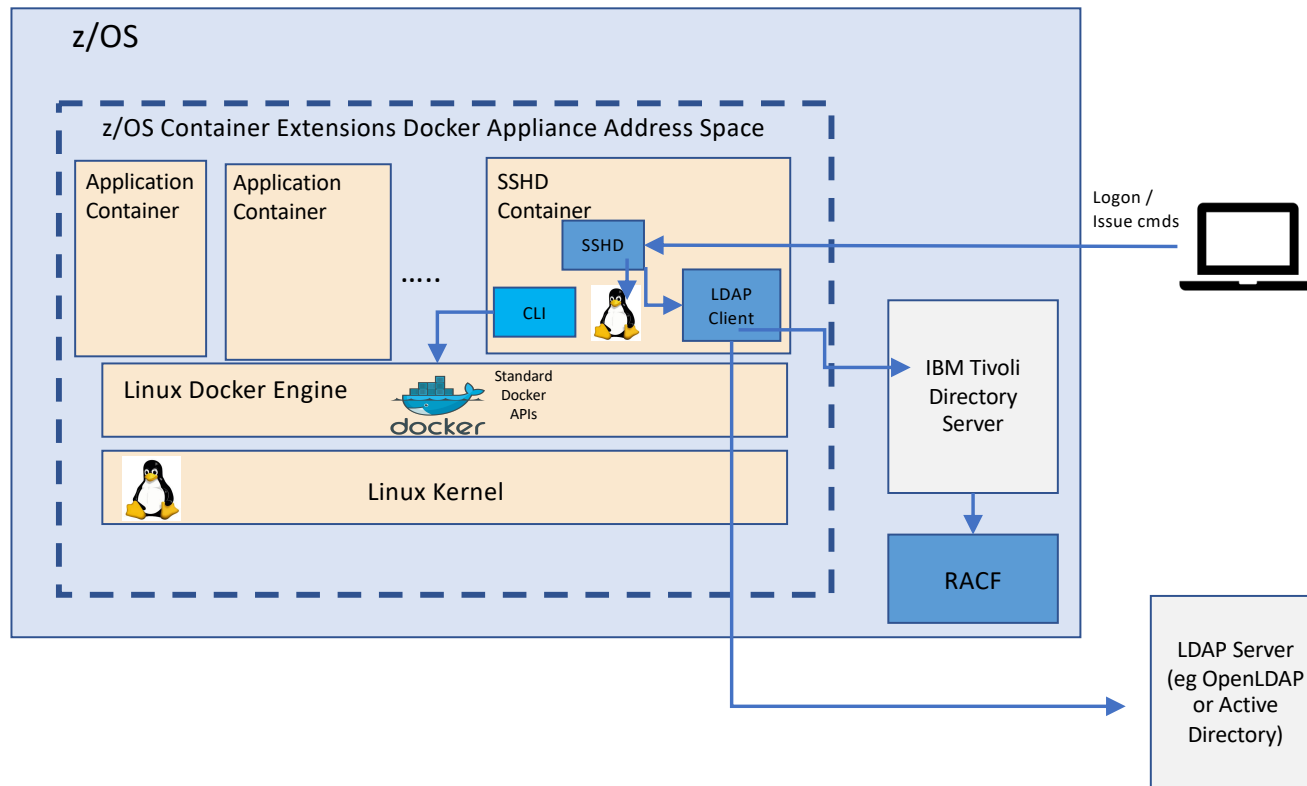 z/OS
z/OS Container Extensions Docker Appliance Address Space
Application
Container
Application
Container
.....
SSHD
Container
SSHD
CLI
LDAP
Client
Logon /
Issue cmds
Linux Docker Engine
docker
Standard
Docker
APIs
Linux Kernel
IBM Tivoli
Directory
Server
RACF
LDAP Server
(eg OpenLDAP
or Active
Directory)